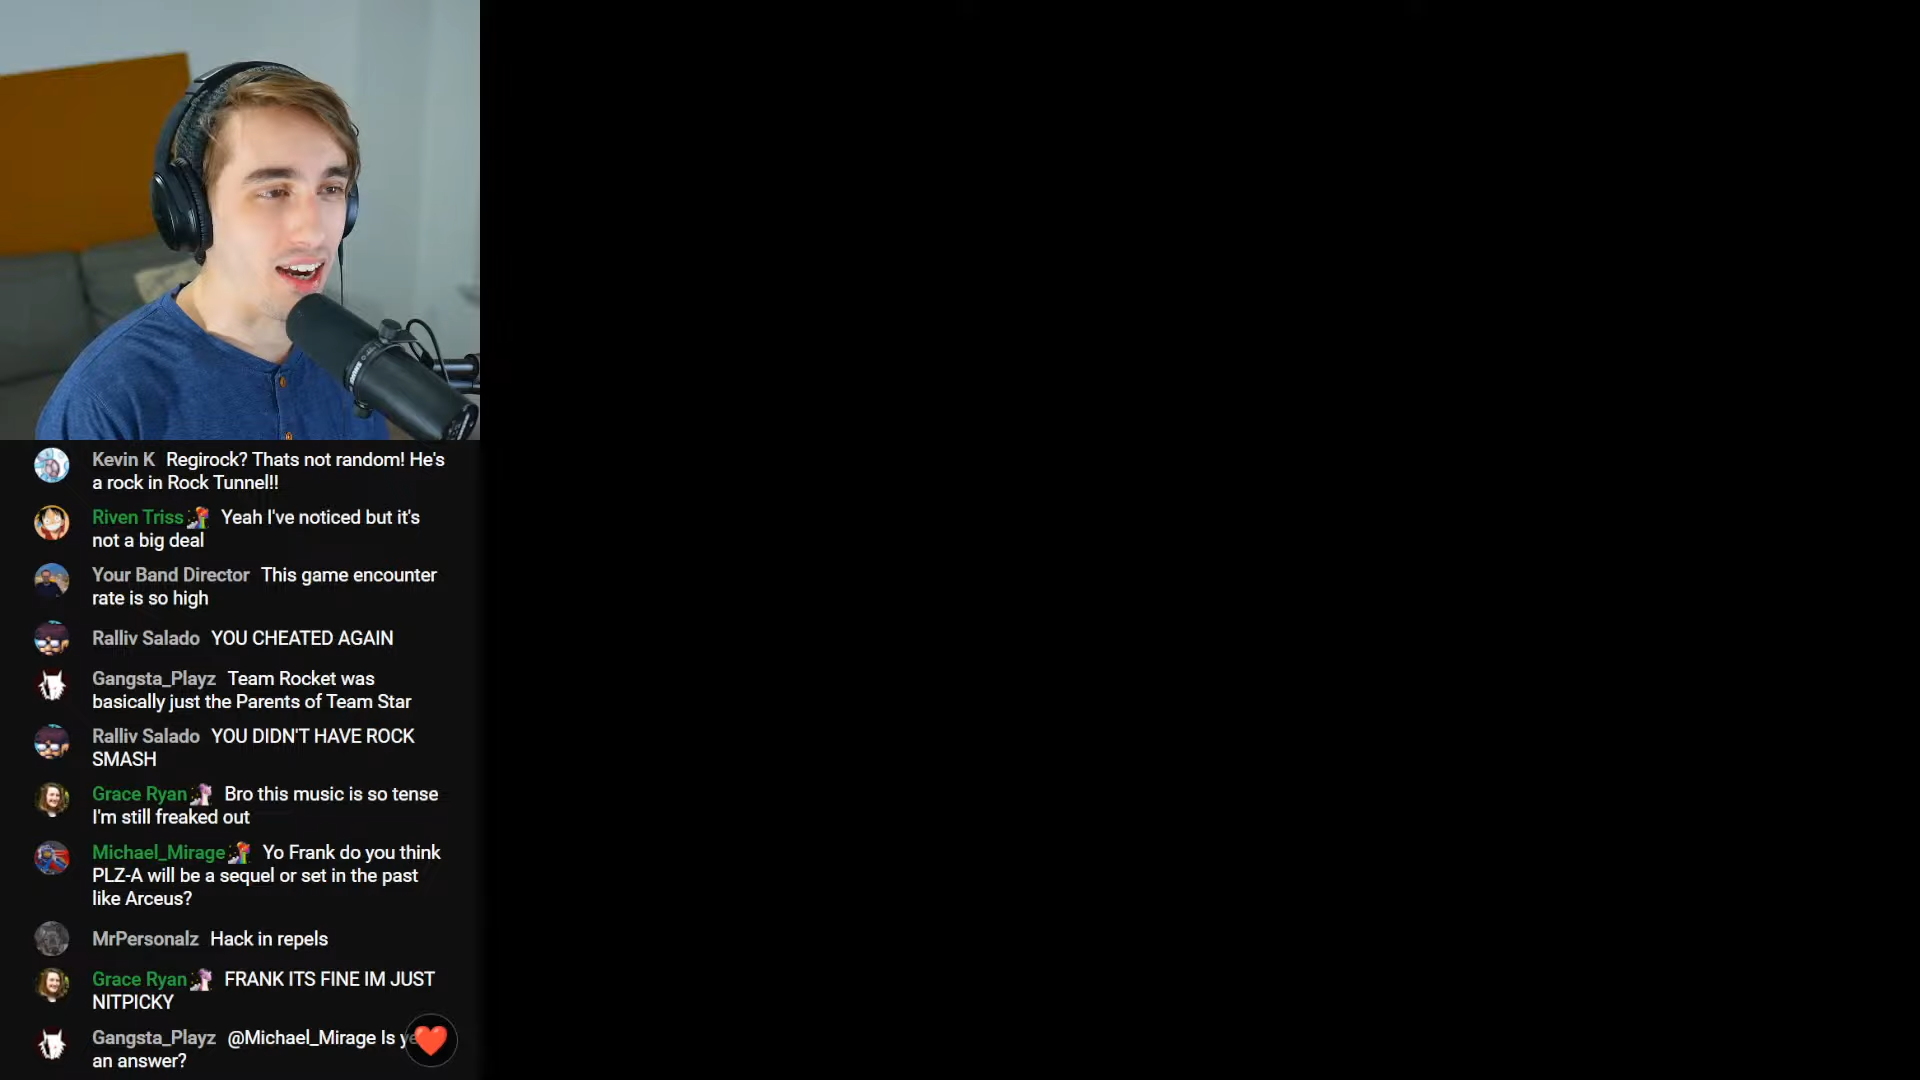 Kevin K Regirock? Thats not random! He's
a rock in Rock Tunnel!!
Riven Triss Yeah I've noticed but it's
not a big deal
Your Band Director This game encounter
rate is so high
Ralliv Salado YOU CHEATED AGAIN
Gangsta_Playz Team Rocket was
basically just the Parents of Team Star
Ralliv Salado YOU DIDN'T HAVE ROCK
SMASH
Grace Ryan Bro this music is so tense
I'm still freaked out
Michael_Mirage Yo Frank do you think
PLZ-A will be a sequel or set in the past
like Arceus?
MrPersonalz Hack in repels
Grace Ryan FRANK ITS FINE IM JUST
NITPICKY
Gangsta_Playz @Michael_Mirage Is
an answer?